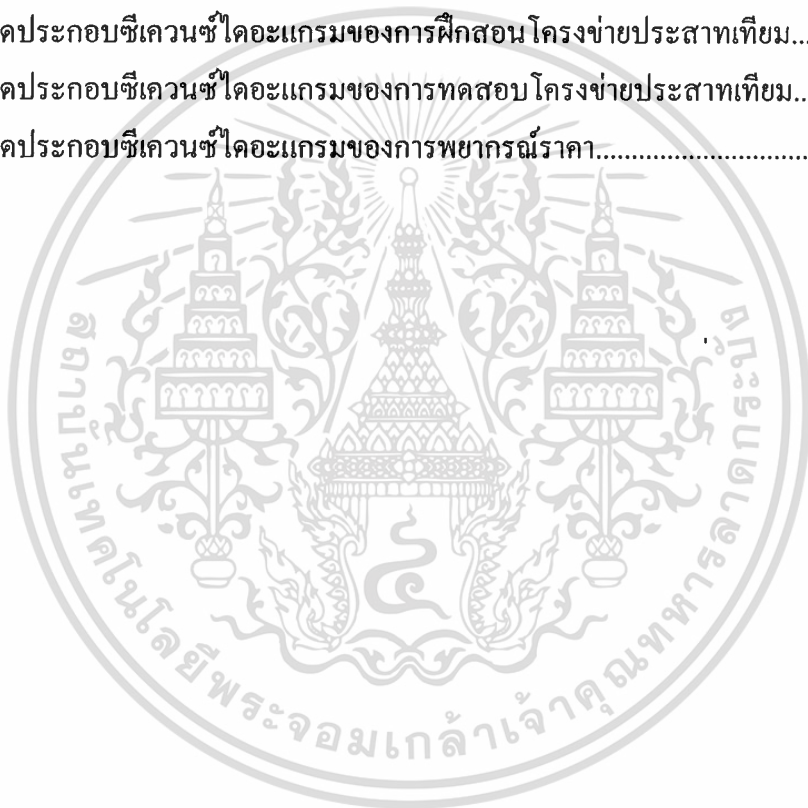 ดประกอบซีเควนซ์ไดอะแกรมของการฝึกสอนโครงข่ายประสาทเทียม...
ดประกอบซีเควนซ์ไดอะแกรมของการทดสอบโครงข่ายประสาทเทียม..
ดประกอบซีเควนซ์ไดอะแกรมของการพยากรณ์ราคา..............................
สถาบันเทคโนโลยีพระจอมเกล้าเจ้าคุณทหารลาดกระบัง
๔